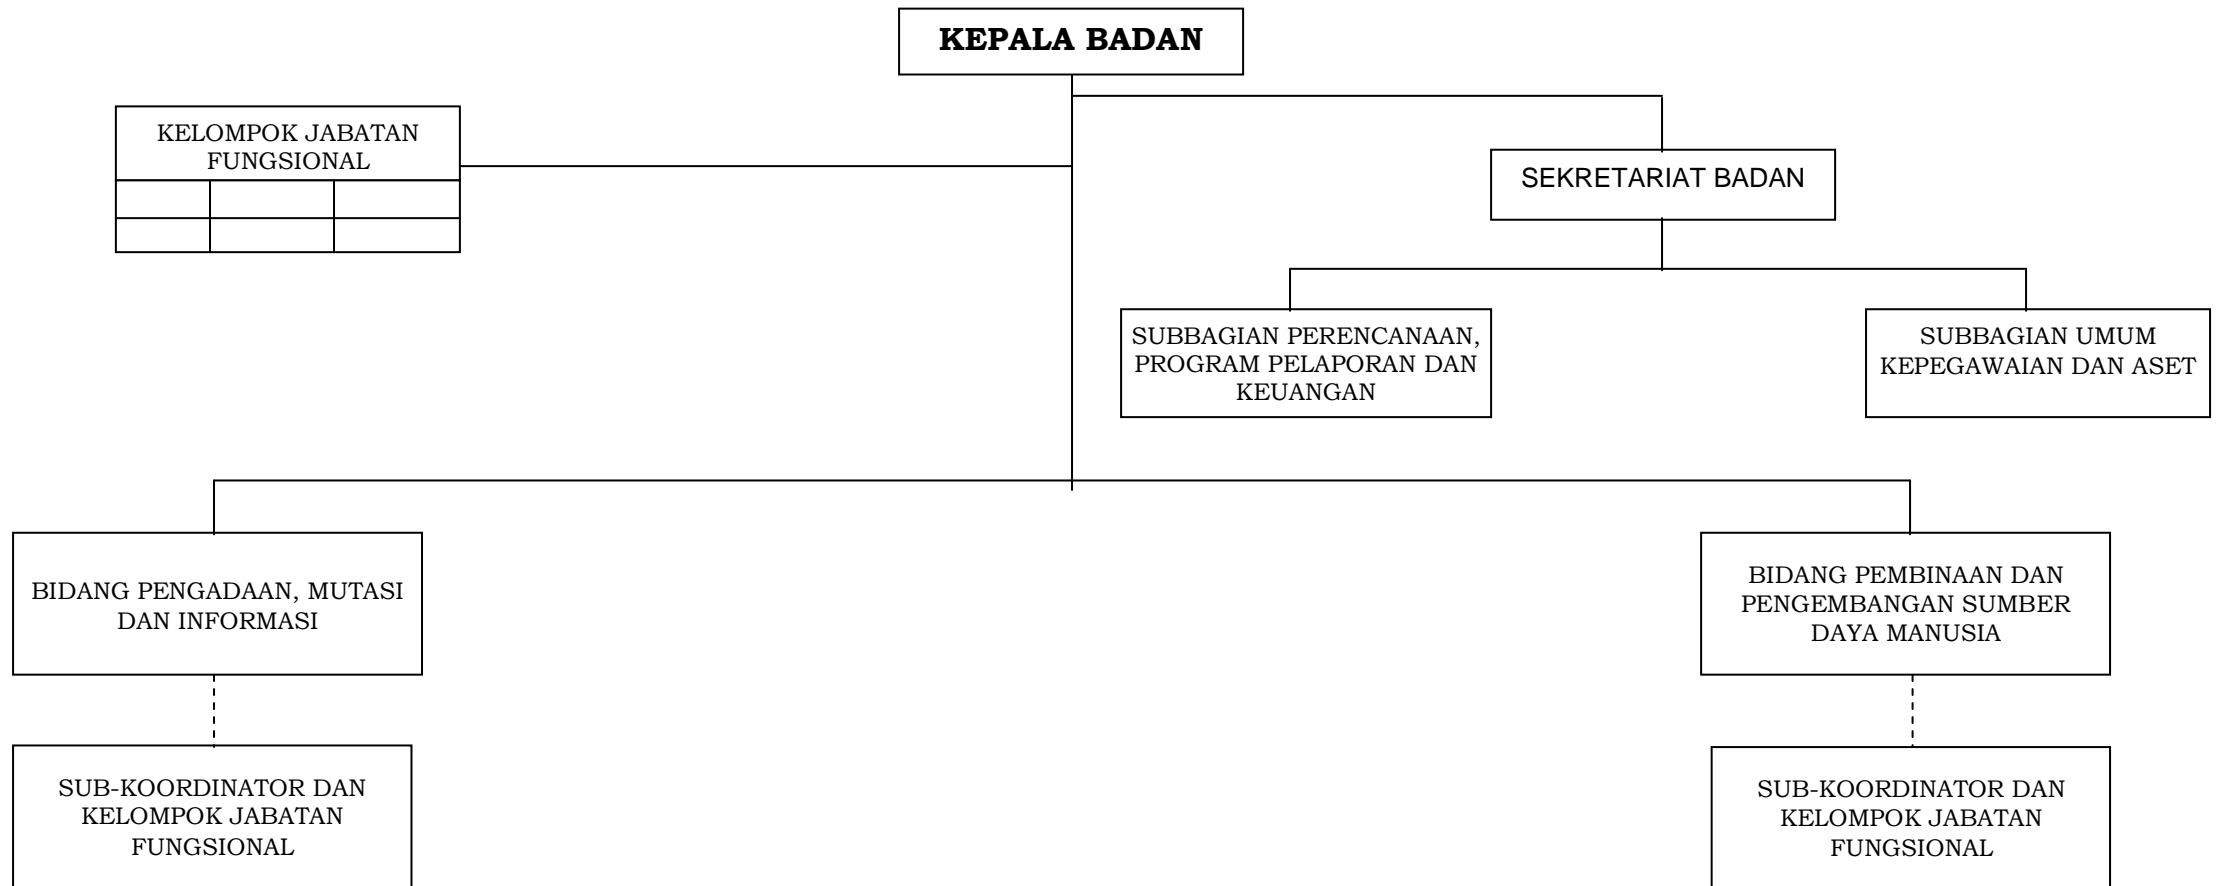 KEPALA BADAN
KELOMPOK JABATAN
FUNGSIONAL
SEKRETARIAT BADAN
SUBBAGIAN PERENCANAAN,
PROGRAM PELAPORAN DAN
KEUANGAN
SUBBAGIAN UMUM
KEPEGAWAIAN DAN ASET
BIDANG PENGADAAN, MUTASI
DAN INFORMASI
BIDANG PEMBINAAN DAN
PENGEMBANGAN SUMBER
DAYA MANUSIA
SUB-KOORDINATOR DAN
KELOMPOK JABATAN
FUNGSIONAL
SUB-KOORDINATOR DAN
KELOMPOK JABATAN
FUNGSIONAL